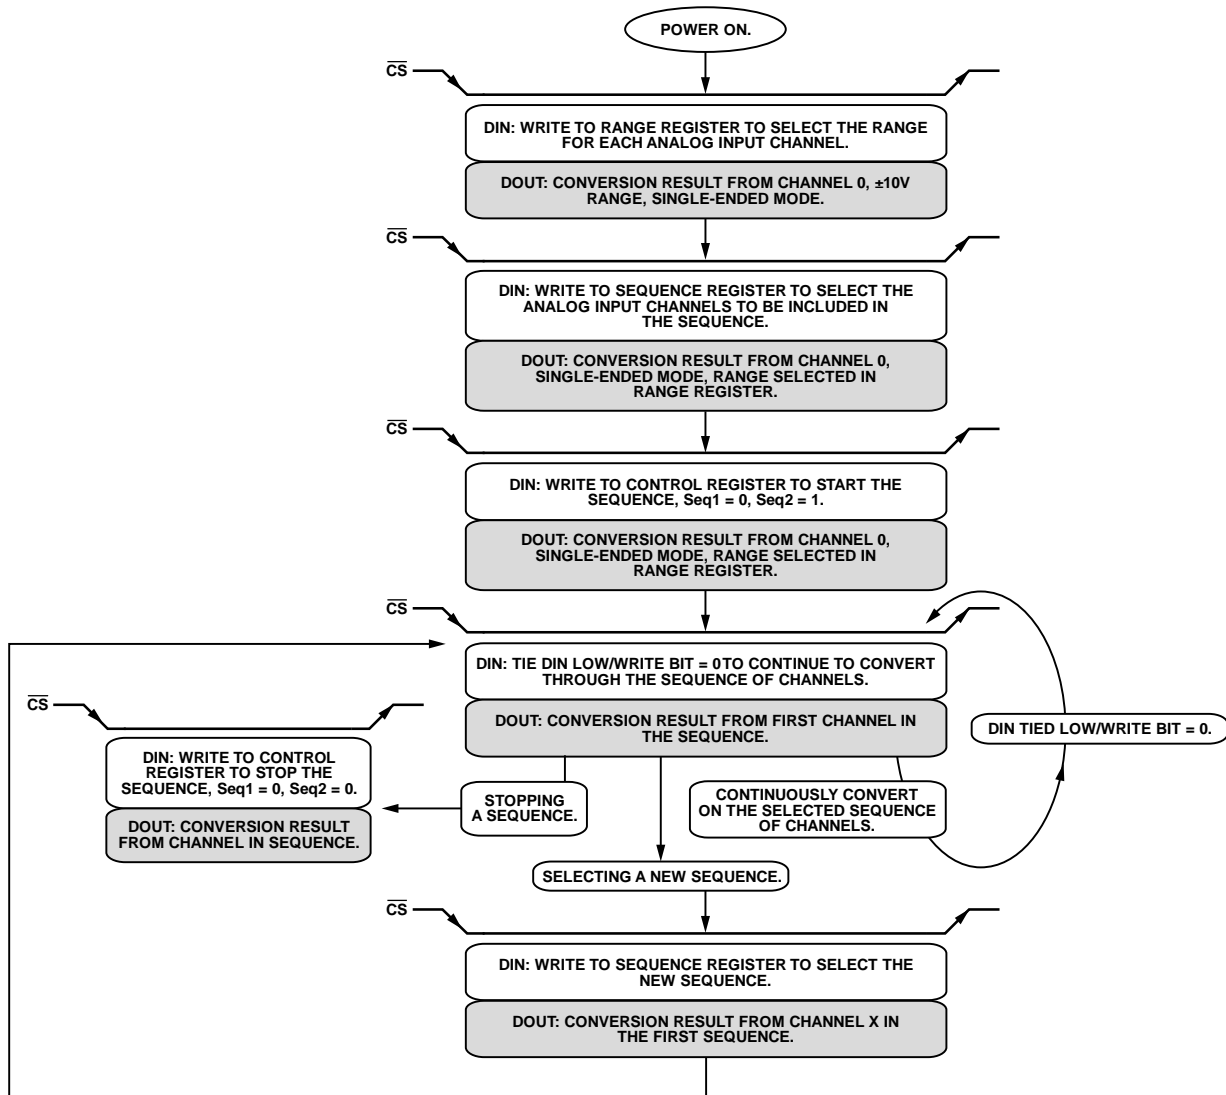 POWER ON.
CS
DIN: WRITE TO RANGE REGISTER TO SELECT THE RANGE
FOR EACH ANALOG INPUT CHANNEL.
DOUT: CONVERSION RESULT FROM CHANNEL 0, ±10V
RANGE, SINGLE-ENDED MODE.
CS
DIN: WRITE TO SEQUENCE REGISTER TO SELECT THE
ANALOG INPUT CHANNELS TO BE INCLUDED IN
THE SEQUENCE.
DOUT: CONVERSION RESULT FROM CHANNEL 0,
SINGLE-ENDED MODE, RANGE SELECTED IN
RANGE REGISTER.
CS
DIN: WRITE TO CONTROL REGISTER TO START THE
SEQUENCE, Seq1 = 0, Seq2 = 1.
DOUT: CONVERSION RESULT FROM CHANNEL 0,
SINGLE-ENDED MODE, RANGE SELECTED IN
RANGE REGISTER.
CS
DIN: TIE DIN LOW/WRITE BIT = 0 TO CONTINUE TO CONVERT
THROUGH THE SEQUENCE OF CHANNELS.
DOUT: CONVERSION RESULT FROM FIRST CHANNEL IN
THE SEQUENCE.
DIN TIED LOW/WRITE BIT = 0.
CS
DIN: WRITE TO CONTROL
REGISTER TO STOP THE
SEQUENCE, Seq1 = 0, Seq2 = 0.
DOUT: CONVERSION RESULT
FROM CHANNEL IN SEQUENCE.
STOPPING
A SEQUENCE.
CONTINUOUSLY CONVERT
ON THE SELECTED SEQUENCE
OF CHANNELS.
SELECTING A NEW SEQUENCE.
CS
DIN: WRITE TO SEQUENCE REGISTER TO SELECT THE
NEW SEQUENCE.
DOUT: CONVERSION RESULT FROM CHANNEL X IN
THE FIRST SEQUENCE.